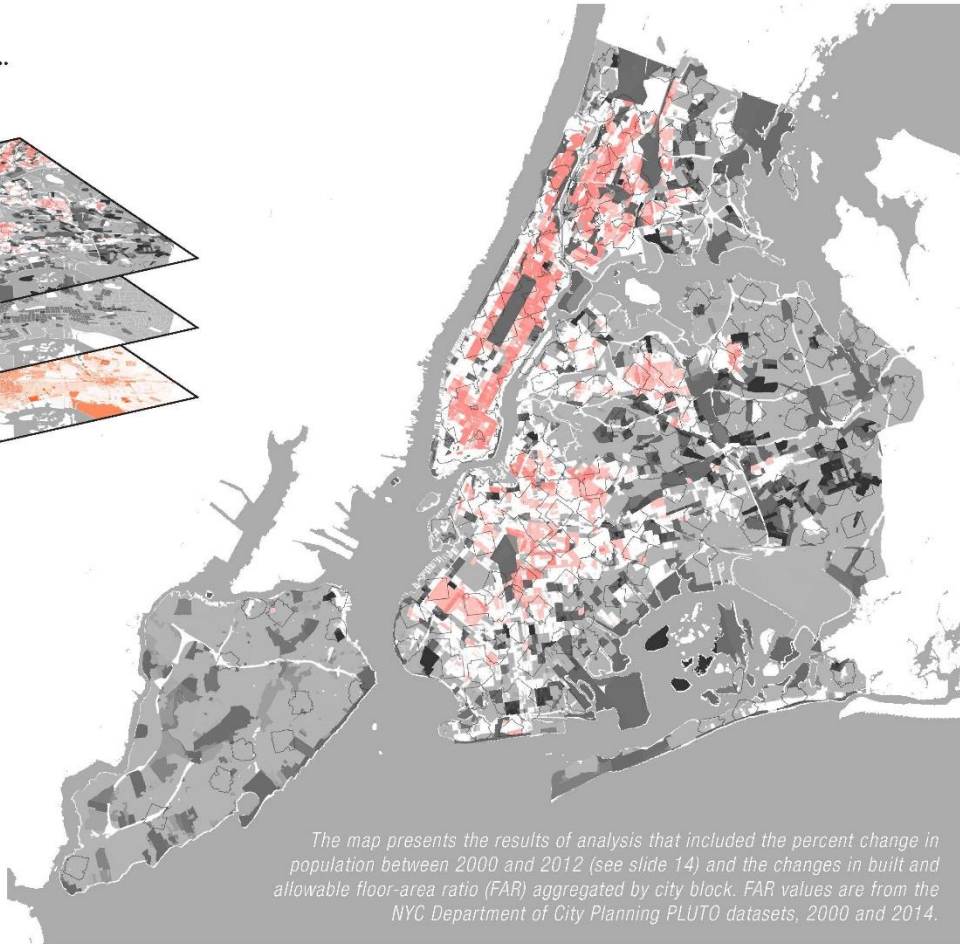 ..
The map presents the results of analysis that included the percent change in
population between 2000 and 2012 (see slide 14) and the changes in built and
allowable floor-area ratio (FAR) aggregated by city block. FAR values are from the
NYC Department of City Planning PLUTO datasets, 2000 and 2014.